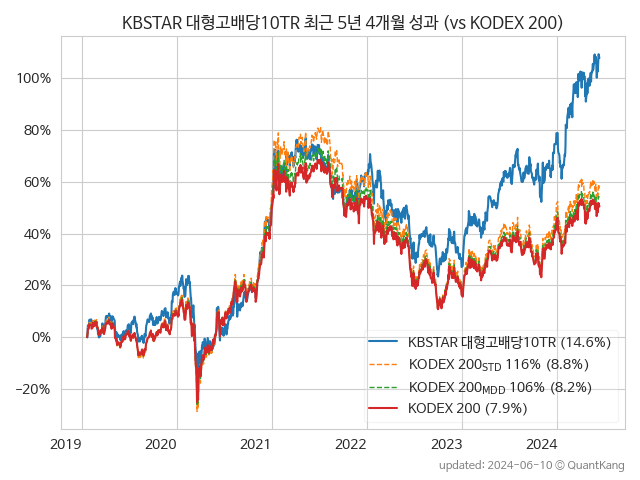 KBSTAR 대형고배당10TR 최근 5년 4개월 성과 (vs KODEX 200)
100%
80%
60%
40%
20%
0%
−20%
KBSTAR 대형고배당10TR (14.6%)
KODEX 200STD 116% (8.8%)
KODEX 200MDD 106% (8.2%)
KODEX 200 (7.9%)
2019 2020 2021 2022 2023 2024
updated: 2024-06-10 © QuantKang